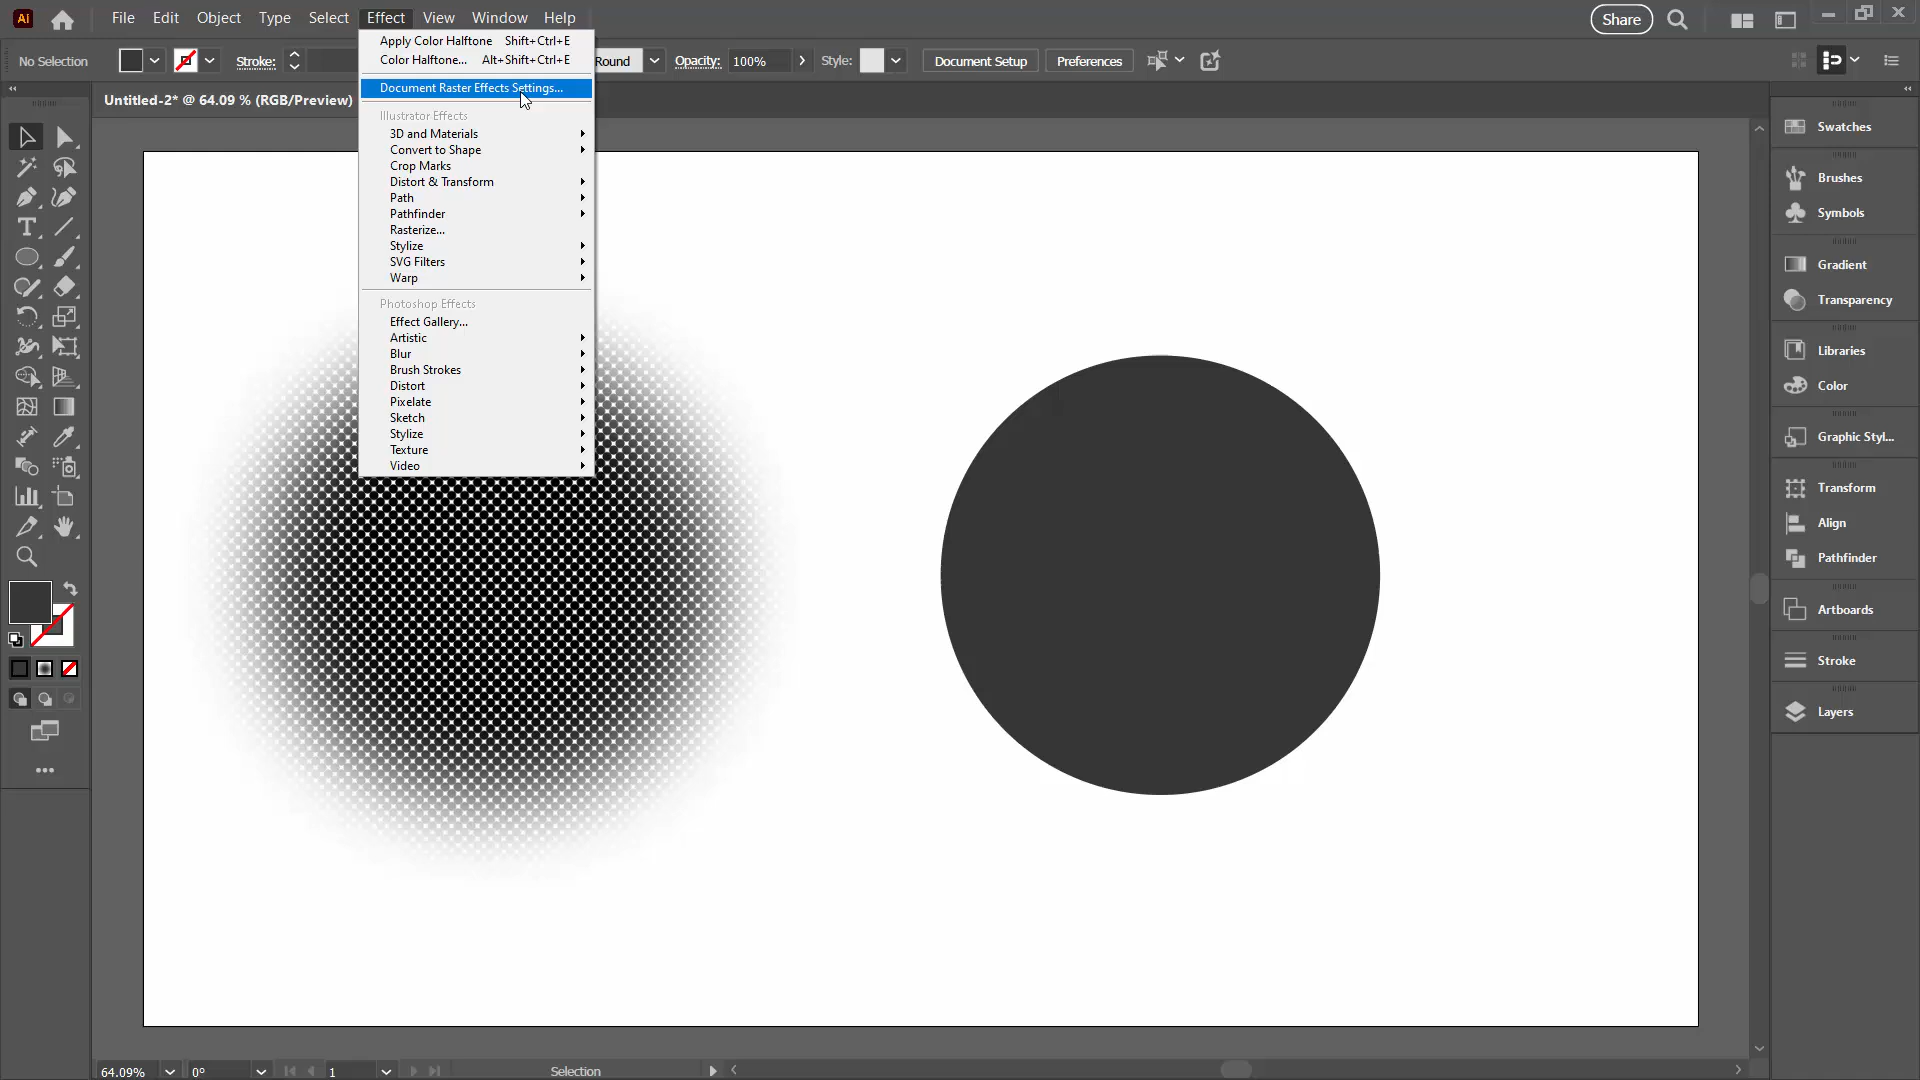 Ai
File Edit Object Type Select Effect View Window Help
Share
No Selection
Stroke:
Round
Opacity: 100%
Style:
Document Setup
Preferences
Untitled-2* @ 64.09 % (RGB/Preview)
Apply Color Halftone Shift+Ctrl+E
Color Halftone... Alt+Shift+Ctrl+E
Document Raster Effects Settings...
Illustrator Effects
3D and Materials
Convert to Shape
Crop Marks
Distort & Transform
Path
Pathfinder
Rasterize...
Stylize
SVG Filters
Warp
Photoshop Effects
Effect Gallery...
Artistic
Blur
Brush Strokes
Distort
Pixelate
Sketch
Stylize
Texture
Video
Swatches
Brushes
Symbols
Gradient
Transparency
Libraries
Color
Graphic Styl...
Transform
Align
Pathfinder
Artboards
Stroke
Layers
64.09%
0°
1
Selection